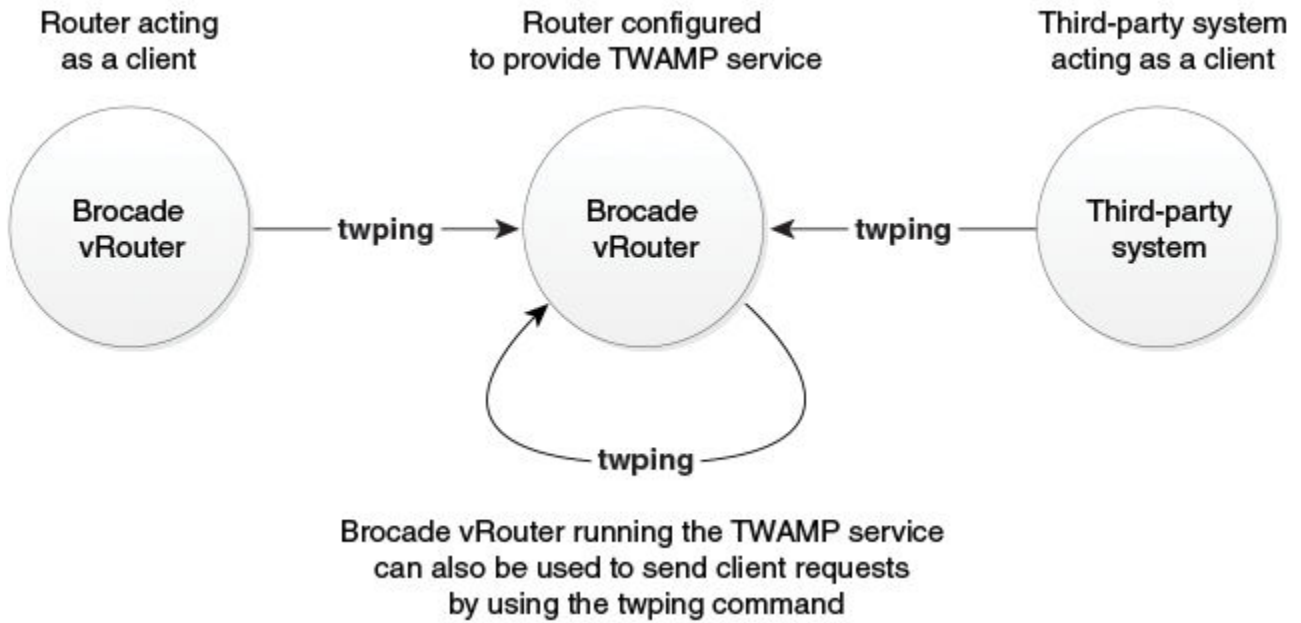 Router acting
as a client
Router configured
to provide TWAMP service
Third-party system
acting as a client
Brocade
vRouter
twping
Brocade
vRouter
twping
Third-party
system
twping
Brocade vRouter running the TWAMP service
can also be used to send client requests
by using the twping command